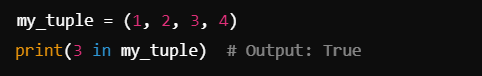 my_tuple = (1, 2, 3, 4)
print(3 in my_tuple)  # Output: True